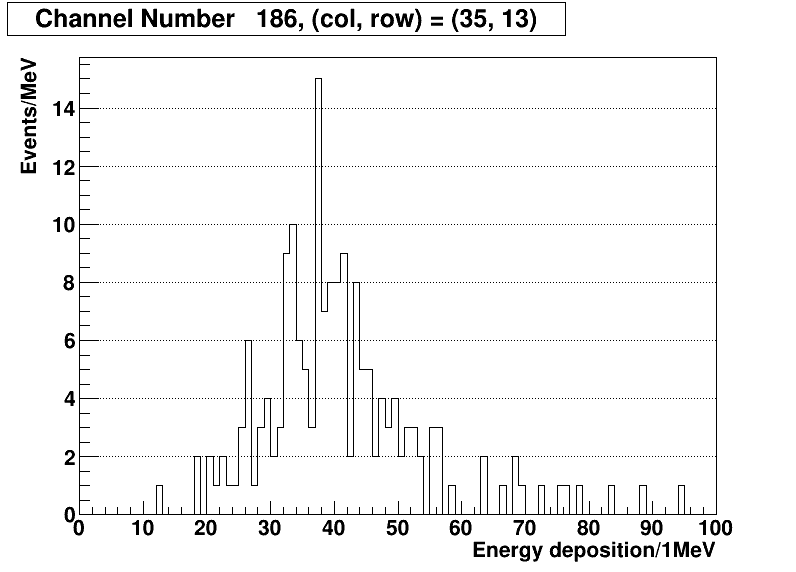 Channel Number 186, (col, row) = (35, 13)
Events/MeV
14
12
10
8
6
4
2
0
0 10 20 30 40 50 60 70 80 90 100
Energy deposition/1MeV